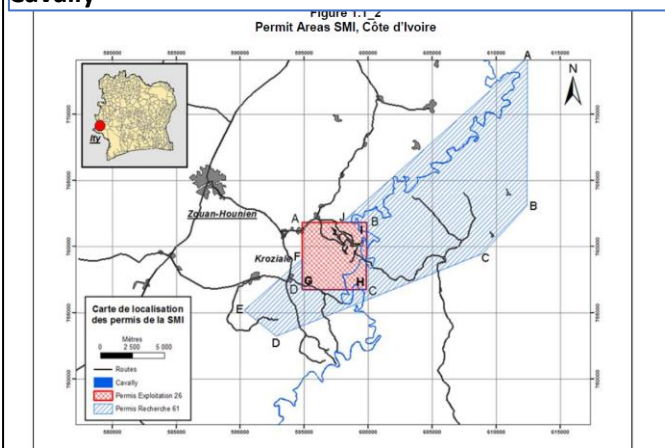 Cavally
Figure 1.1_2
Permit Areas SMI, Côte d'Ivoire
580000 585000 590000 595000 600000 605000 610000 615000
A
N
Ity
Zouan-Hounien
A
J
B
I
B
Kroziale
F
C
G
H
D
C
E
D
Carte de localisation
des permis de la SMI
Mètres
0 2 500 5 000
Routes
Cavally
Permis Exploitation 26
Permis Recherche 61
580000 585000 590000 595000 600000 605000 610000 615000